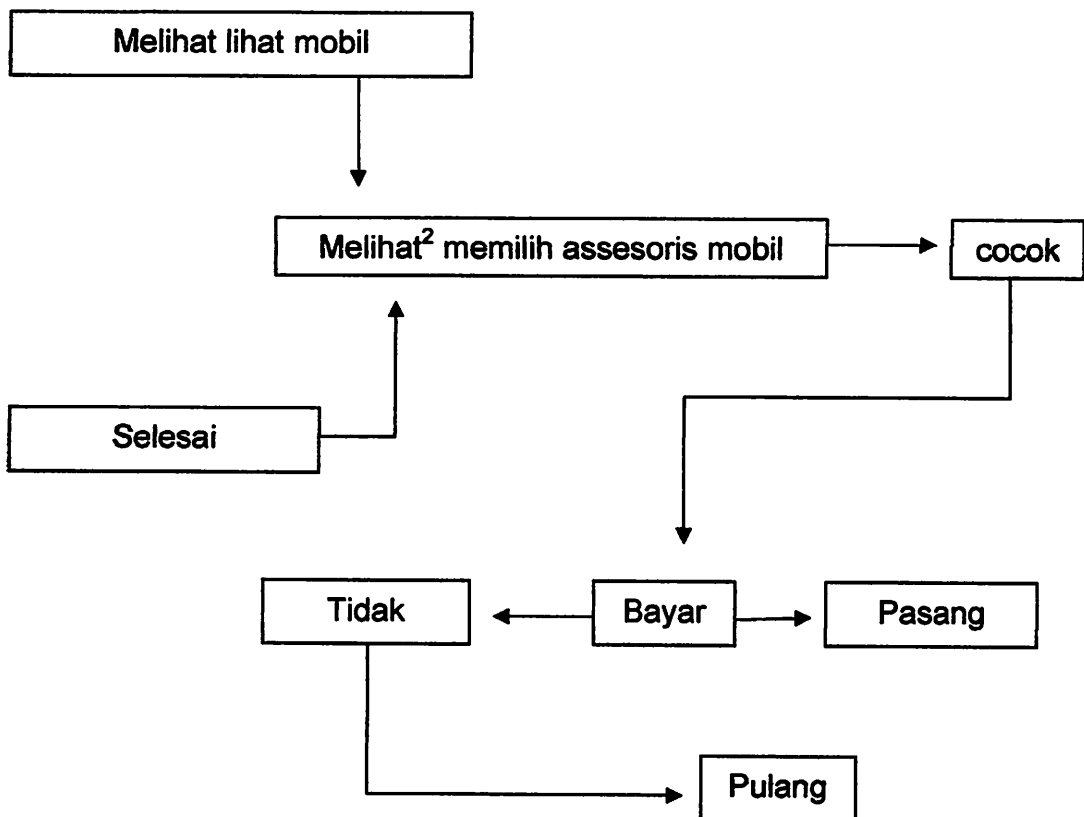 Melihat lihat mobil
Melihat² memilih assesoris mobil
cocok
Selesai
Tidak
Bayar
Pasang
Pulang